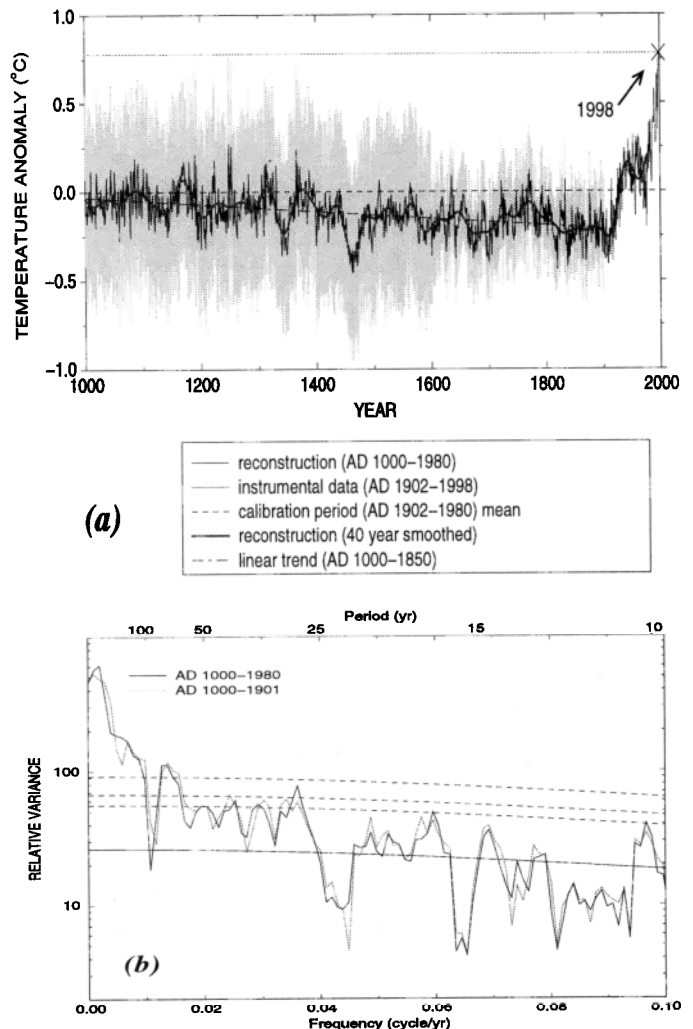 1.0
0.5
0.0
-0.5
-1.0
TEMPERATURE ANOMALY (°C)
1998
1000 1200 1400 1600 1800 2000
YEAR
(a)
reconstruction (AD 1000–1980)
instrumental data (AD 1902–1998)
calibration period (AD 1902–1980) mean
reconstruction (40 year smoothed)
linear trend (AD 1000–1850)
Period (yr)
100 50 25 15 10
AD 1000–1980
AD 1000–1901
100
10
RELATIVE VARIANCE
(b)
0.00 0.02 0.04 0.06 0.08 0.10
Frequency (cycle/yr)